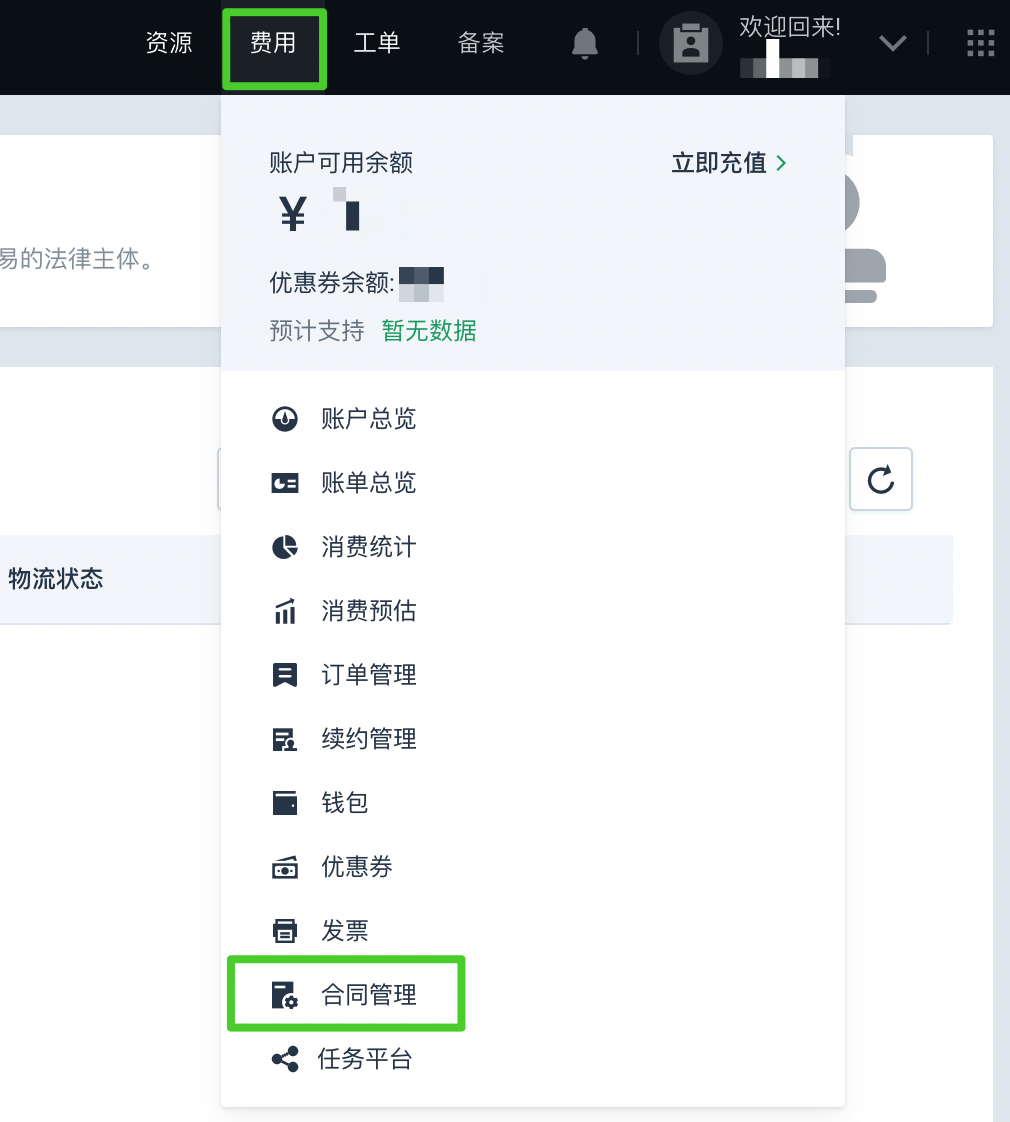 资源 费用 工单 备案 欢迎回来!
账户可用余额 立即充值
¥
易的法律主体。
优惠券余额:
预计支持 暂无数据
账户总览
账单总览
消费统计
物流状态
消费预估
订单管理
续约管理
钱包
优惠券
发票
合同管理
任务平台